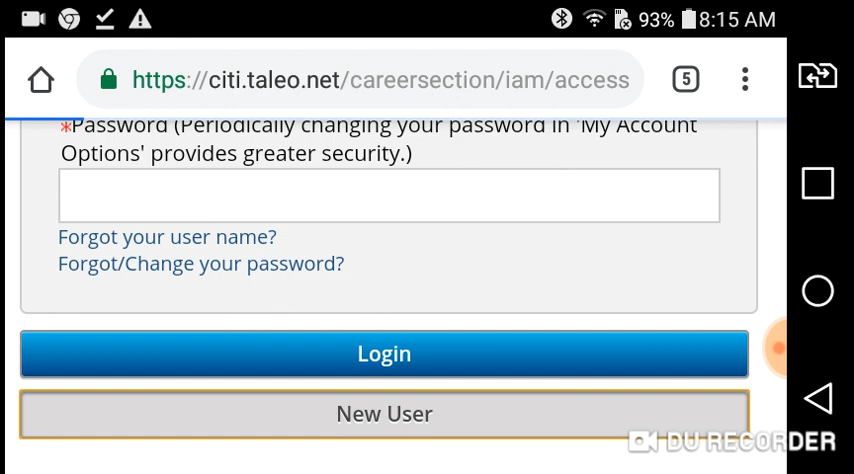 93% 8:15 AM
https://citi.taleo.net/careersection/iam/access
5
*Password (Periodically changing your password in 'My Account
Options' provides greater security.)
Forgot your user name?
Forgot/Change your password?
Login
New User
DU RECORDER